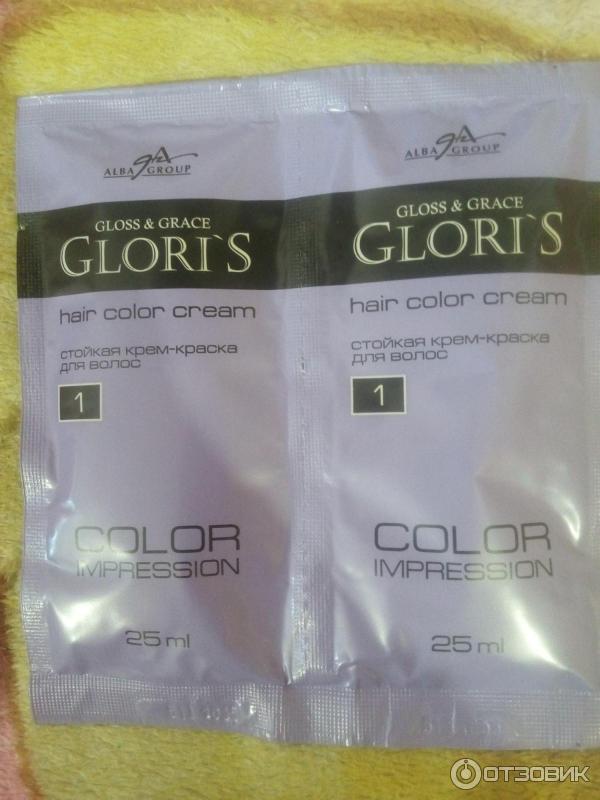 ALBA GROUP
GLOSS & GRACE
GLORI`S
hair color cream
стойкая крем-краска
для волос
1
COLOR
IMPRESSION
25 ml
ALBA GROUP
GLOSS & GRACE
GLORI`S
hair color cream
стойкая крем-краска
для волос
1
COLOR
IMPRESSION
25 ml
ОТЗОВИК